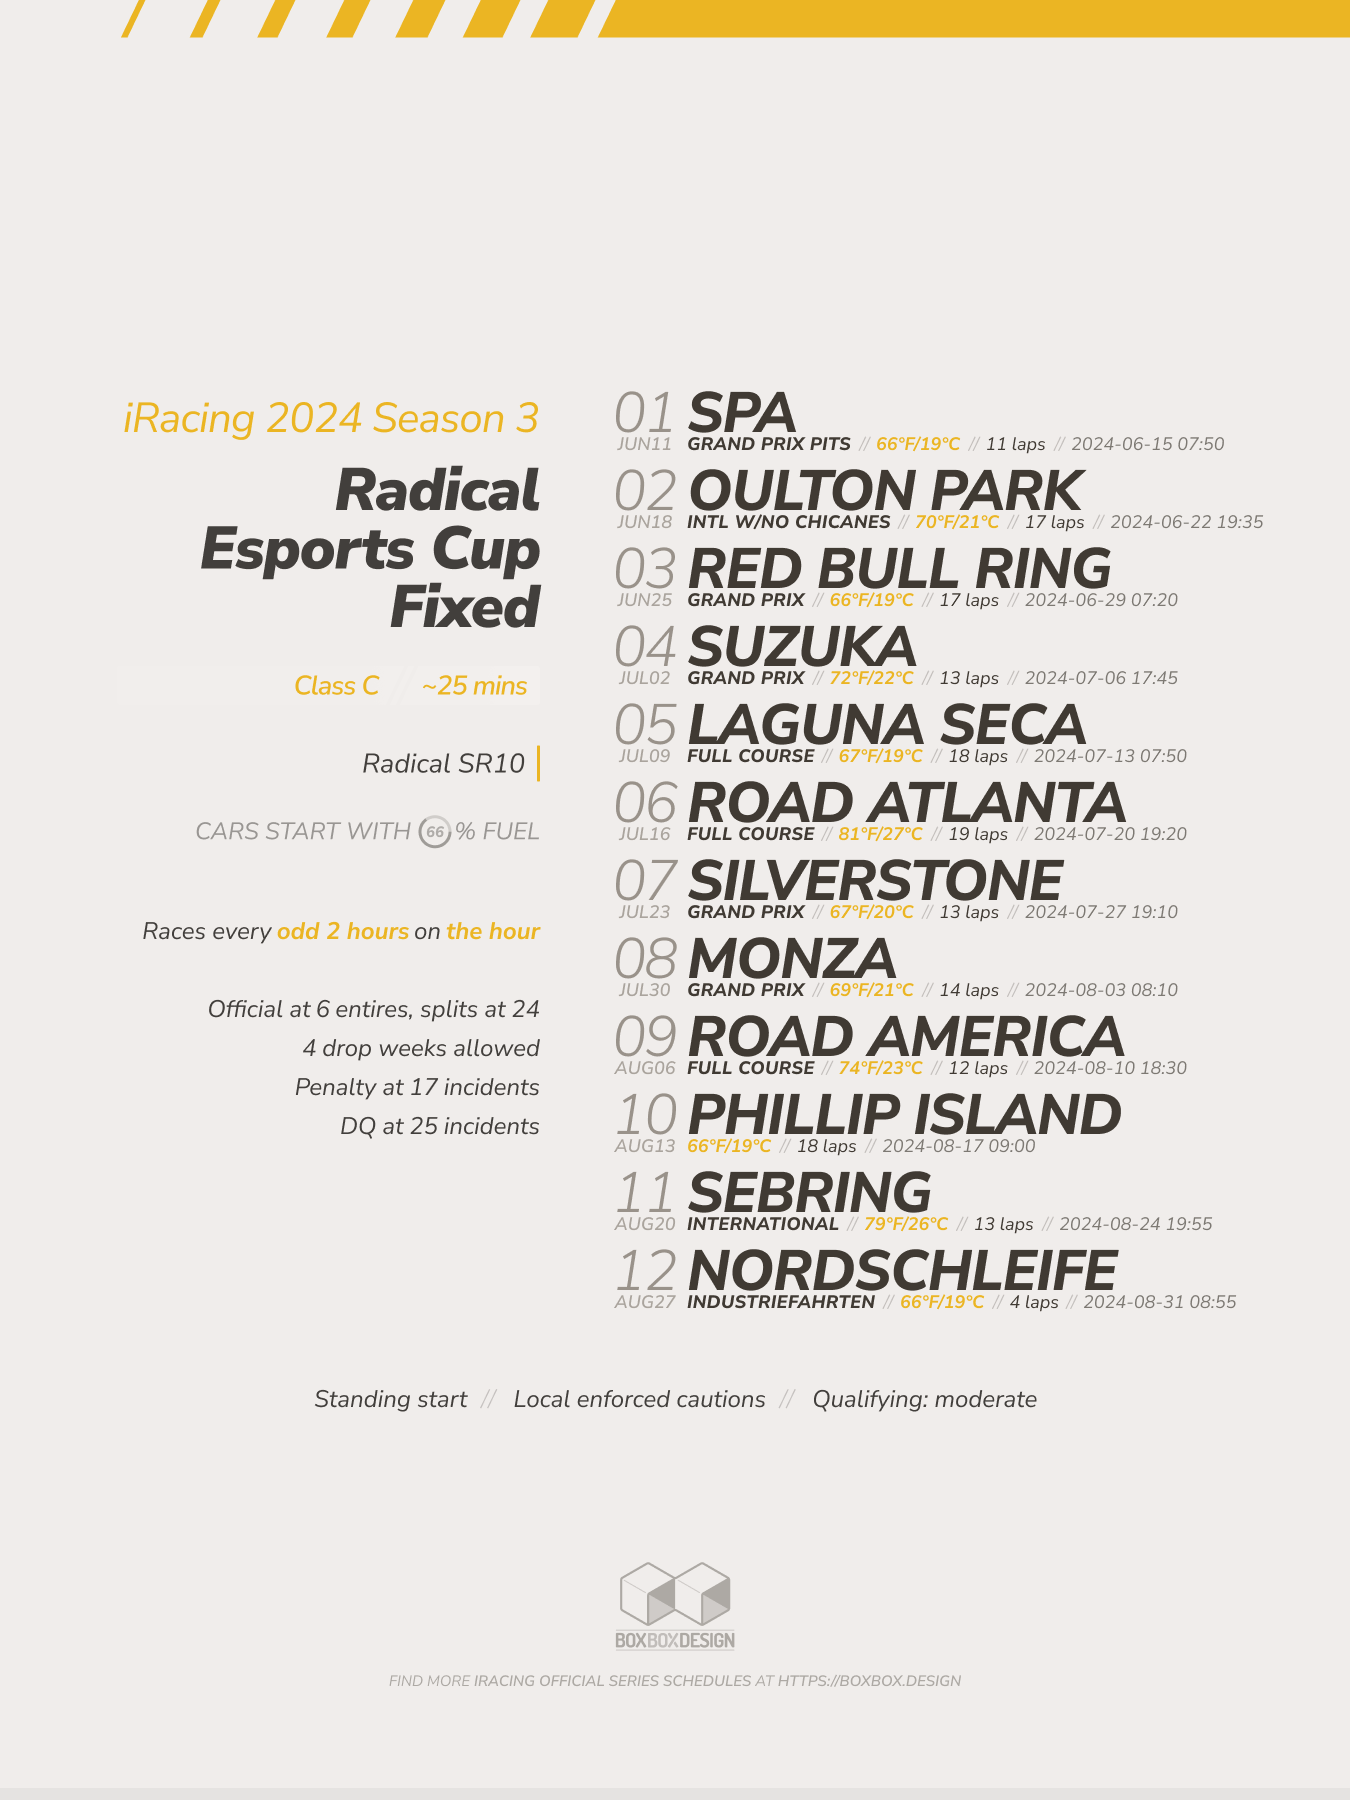 iRacing 2024 Season 3
Radical
Esports Cup
Fixed
Class C // ~25 mins
Radical SR10
CARS START WITH 66 % FUEL
Races every odd 2 hours on the hour
Official at 6 entires, splits at 24
4 drop weeks allowed
Penalty at 17 incidents
DQ at 25 incidents
01 SPA
JUN11 GRAND PRIX PITS // 66°F/19°C // 11 laps // 2024-06-15 07:50
02 OULTON PARK
JUN18 INTL W/NO CHICANES // 70°F/21°C // 17 laps // 2024-06-22 19:35
03 RED BULL RING
JUN25 GRAND PRIX // 66°F/19°C // 17 laps // 2024-06-29 07:20
04 SUZUKA
JUL02 GRAND PRIX // 72°F/22°C // 13 laps // 2024-07-06 17:45
05 LAGUNA SECA
JUL09 FULL COURSE // 67°F/19°C // 18 laps // 2024-07-13 07:50
06 ROAD ATLANTA
JUL16 FULL COURSE // 81°F/27°C // 19 laps // 2024-07-20 19:20
07 SILVERSTONE
JUL23 GRAND PRIX // 67°F/20°C // 13 laps // 2024-07-27 19:10
08 MONZA
JUL30 GRAND PRIX // 69°F/21°C // 14 laps // 2024-08-03 08:10
09 ROAD AMERICA
AUG06 FULL COURSE // 74°F/23°C // 12 laps // 2024-08-10 18:30
10 PHILLIP ISLAND
AUG13 66°F/19°C // 18 laps // 2024-08-17 09:00
11 SEBRING
AUG20 INTERNATIONAL // 79°F/26°C // 13 laps // 2024-08-24 19:55
12 NORDSCHLEIFE
AUG27 INDUSTRIEFAHRTEN // 66°F/19°C // 4 laps // 2024-08-31 08:55
Standing start // Local enforced cautions // Qualifying: moderate
BOXBOXDESIGN
FIND MORE IRACING OFFICIAL SERIES SCHEDULES AT HTTPS://BOXBOX.DESIGN